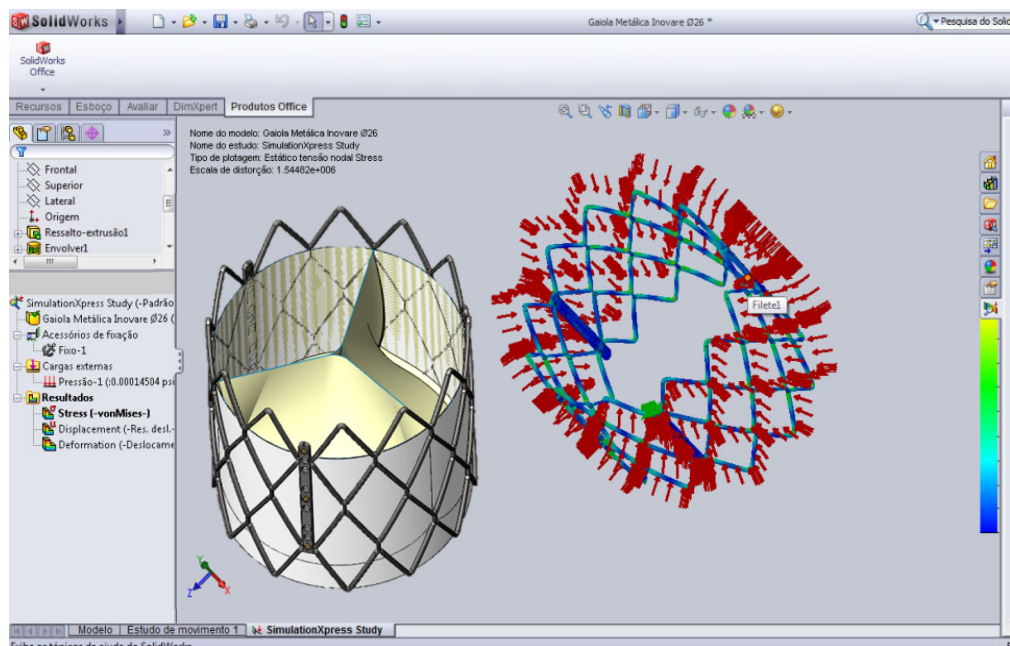 SolidWorks
Gaiola Metálica Inovare Ø26 *
Pesquisa do Solid
SolidWorks
Office
Recursos
Esboço
Avaliar
DimXpert
Produtos Office
Frontal
Superior
Lateral
Origem
Ressalto-extrusão1
Envolver1
SimulationXpress Study (-Padrão
Gaiola Metálica Inovare Ø26 (
Acessórios de fixação
Fixo-1
Cargas externas
Pressão-1 (:0.00014504 psi
Resultados
Stress (-vonMises-)
Displacement (-Res. desl.-
Deformation (-Deslocame
Nome do modelo: Gaiola Metálica Inovare Ø26
Nome do estudo: SimulationXpress Study
Tipo de plotagem: Estático tensão nodal Stress
Escala de distorção: 1.54482e+006
Filete1
Y
Z
X
Modelo
Estudo de movimento 1
SimulationXpress Study